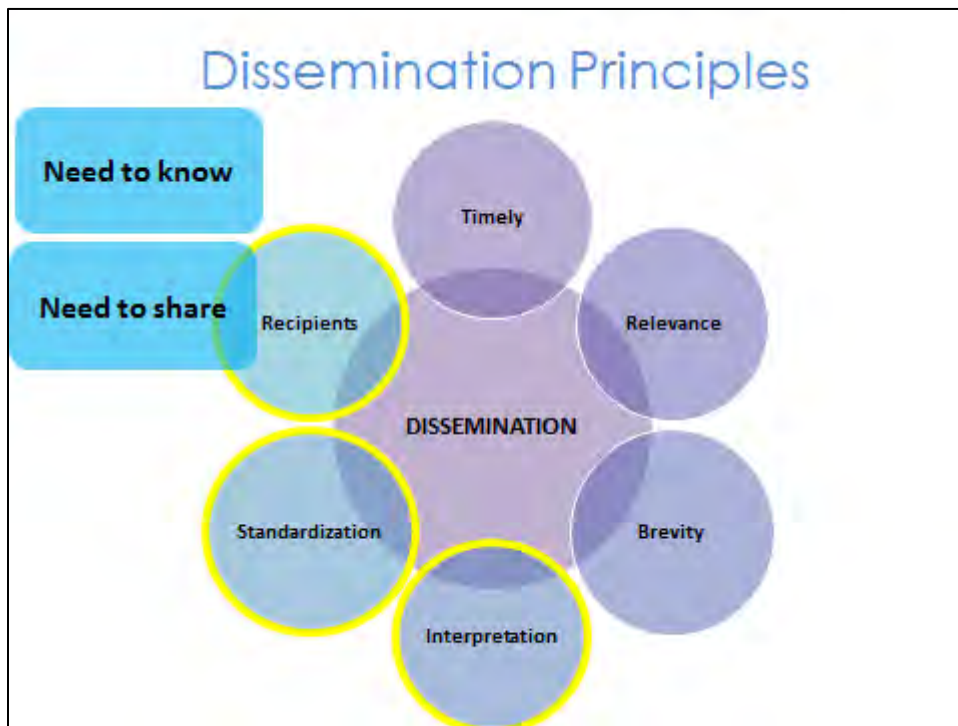 Dissemination Principles
Need to know
Need to share
Timely
Relevance
Brevity
Interpretation
Standardization
Recipients
DISSEMINATION